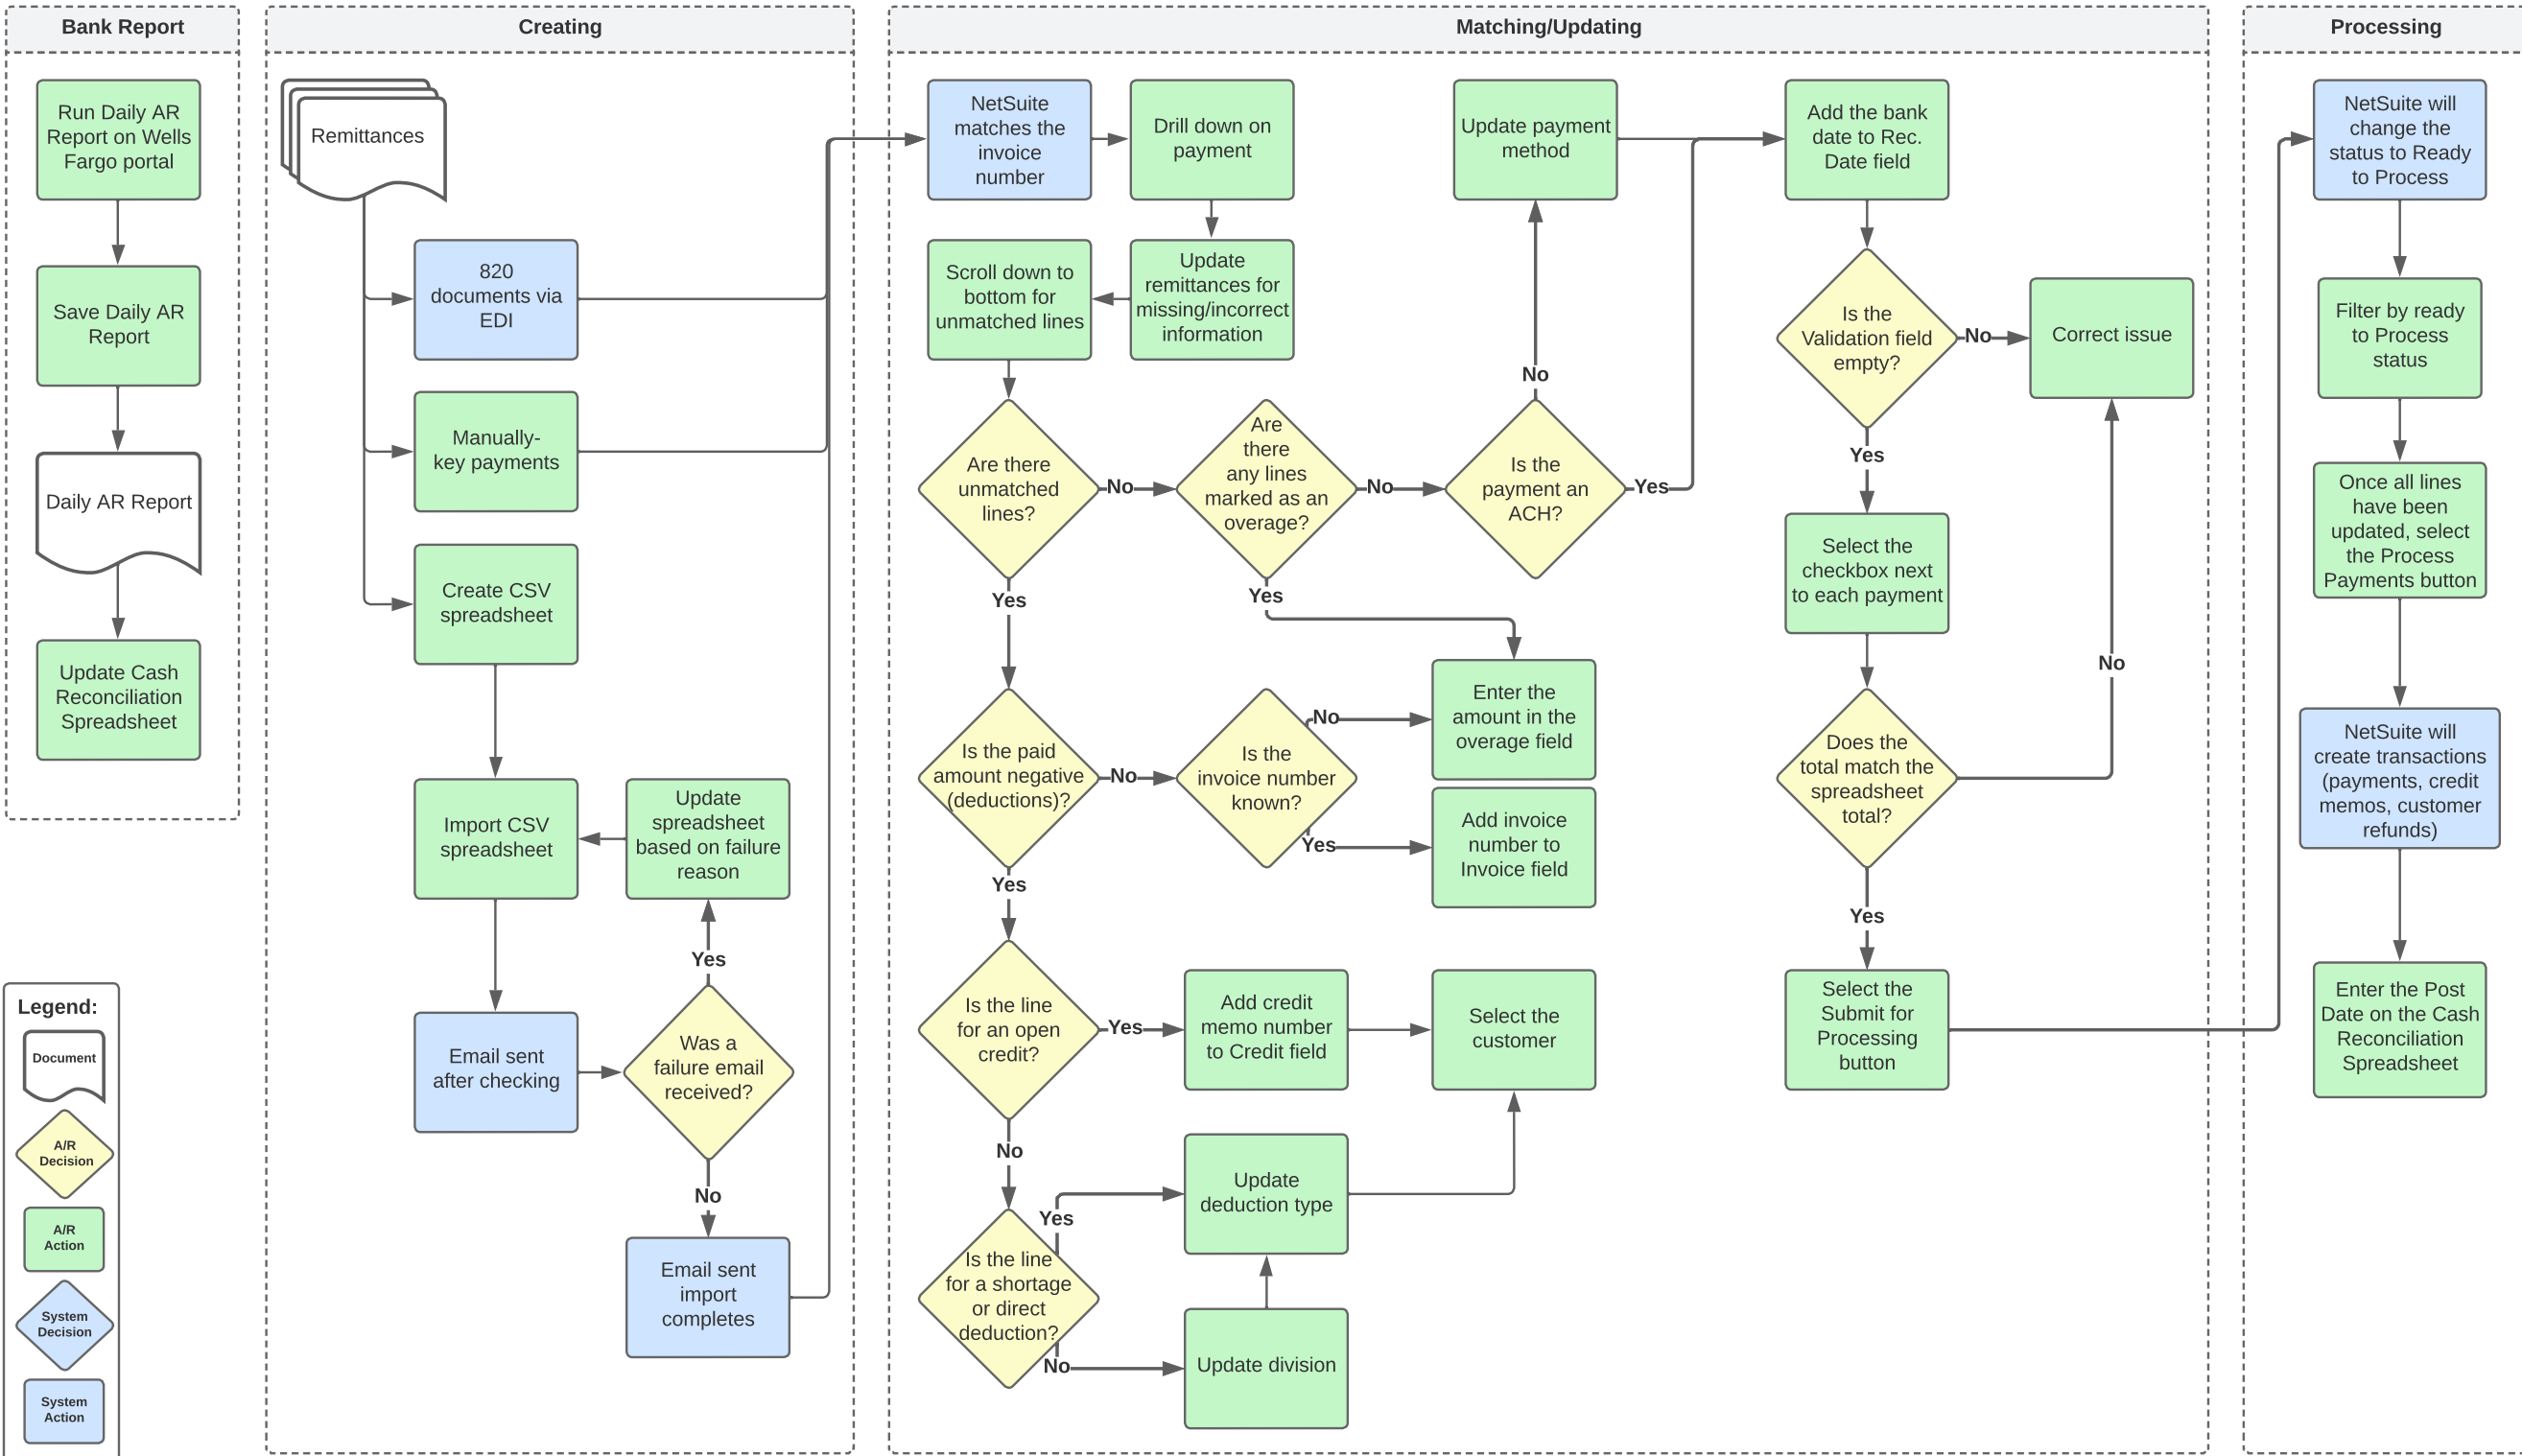 Bank Report
Run Daily AR
Report on Wells
Fargo portal
Save Daily AR
Report
Daily AR Report
Update Cash
Reconciliation
Spreadsheet
Legend:
Document
A/R
Decision
A/R
Action
System
Decision
System
Action
Creating
Remittances
820
documents via
EDI
Manually-
key payments
Create CSV
spreadsheet
Import CSV
spreadsheet
Update
spreadsheet
based on failure
reason
Yes
Email sent
after checking
Was a
failure email
received?
No
Email sent
import
completes
Matching/Updating
NetSuite
matches the
invoice
number
Drill down on
payment
Update
remittances for
missing/incorrect
information
Scroll down to
bottom for
unmatched lines
Are there
unmatched
lines?
No
Are
there
any lines
marked as an
overage?
No
Is the
payment an
ACH?
No
Yes
Update payment
method
Yes
Yes
Is the paid
amount negative
(deductions)?
No
Is the
invoice number
known?
No
Enter the
amount in the
overage field
Yes
Add invoice
number to
Invoice field
Yes
Is the line
for an open
credit?
Yes
Add credit
memo number
to Credit field
Select the
customer
No
Is the line
for a shortage
or direct
deduction?
Yes
Update
deduction type
No
Update division
Add the bank
date to Rec.
Date field
Is the
Validation field
empty?
No
Correct issue
Yes
Select the
checkbox next
to each payment
Does the
total match the
spreadsheet
total?
No
Yes
Select the
Submit for
Processing
button
Processing
NetSuite will
change the
status to Ready
to Process
Filter by ready
to Process
status
Once all lines
have been
updated, select
the Process
Payments button
NetSuite will
create transactions
(payments, credit
memos, customer
refunds)
Enter the Post
Date on the Cash
Reconciliation
Spreadsheet